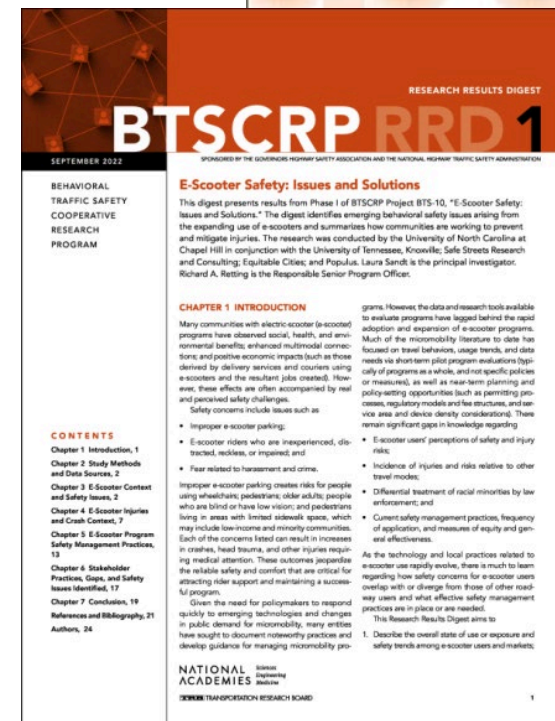 RESEARCH RESULTS DIGEST
BTSCRP RRD 1
SEPTEMBER 2022
SPONSORED BY THE GOVERNORS HIGHWAY SAFETY ASSOCIATION AND THE NATIONAL HIGHWAY TRAFFIC SAFETY ADMINISTRATION
BEHAVIORAL
TRAFFIC SAFETY
COOPERATIVE
RESEARCH
PROGRAM
E-Scooter Safety: Issues and Solutions
This digest presents results from Phase I of BTSCRP Project BTS-10, "E-Scooter Safety:
Issues and Solutions." The digest identifies emerging behavioral safety issues arising from
the expanding use of e-scooters and summarizes how communities are working to prevent
and mitigate injuries. The research was conducted by the University of North Carolina at
Chapel Hill in conjunction with the University of Tennessee, Knoxville; Safe Streets Research
and Consulting; Equitable Cities; and Populus. Laura Sandt is the principal investigator.
Richard A. Retting is the Responsible Senior Program Officer.
CONTENTS
Chapter 1 Introduction, 1
Chapter 2 Study Methods
and Data Sources, 2
Chapter 3 E-Scooter Context
and Safety Issues, 2
Chapter 4 E-Scooter Injuries
and Crash Context, 7
Chapter 5 E-Scooter Program
Safety Management Practices,
13
Chapter 6 Stakeholder
Practices, Gaps, and Safety
Issues Identified, 17
Chapter 7 Conclusion, 19
References and Bibliography, 21
Authors, 24
CHAPTER 1 INTRODUCTION
Many communities with electric-scooter (e-scooter)
programs have observed social, health, and envi-
ronmental benefits; enhanced multimodal connec-
tions; and positive economic impacts (such as those
derived by delivery services and couriers using
e-scooters and the resultant jobs created). How-
ever, these effects are often accompanied by real
and perceived safety challenges.
Safety concerns include issues such as
• Improper e-scooter parking;
• E-scooter riders who are inexperienced, dis-
tracted, reckless, or impaired; and
• Fear related to harassment and crime.
Improper e-scooter parking creates risks for people
using wheelchairs; pedestrians; older adults; people
who are blind or have low vision; and pedestrians
living in areas with limited sidewalk space, which
may include low-income and minority communities.
Each of the concerns listed can result in increases
in crashes, head trauma, and other injuries requir-
ing medical attention. These outcomes jeopardize
the reliable safety and comfort that are critical for
attracting rider support and maintaining a success-
ful program.
Given the need for policymakers to respond
quickly to emerging technologies and changes
in public demand for micromobility, many entities
have sought to document noteworthy practices and
develop guidance for managing micromobility pro-
grams. However, the data and research tools available
to evaluate programs have lagged behind the rapid
adoption and expansion of e-scooter programs.
Much of the micromobility literature to date has
focused on travel behaviors, usage trends, and data
needs via short-term pilot program evaluations (typi-
cally of programs as a whole, and not specific policies
or measures), as well as near-term planning and
policy-setting opportunities (such as permitting pro-
cesses, regulatory models and fee structures, and ser-
vice area and device density considerations). There
remain significant gaps in knowledge regarding
• E-scooter users' perceptions of safety and injury
risks;
• Incidence of injuries and risks relative to other
travel modes;
• Differential treatment of racial minorities by law
enforcement; and
• Current safety management practices, frequency
of application, and measures of equity and gen-
eral effectiveness.
As the technology and local practices related to
e-scooter use rapidly evolve, there is much to learn
regarding how safety concerns for e-scooter users
overlap with or diverge from those of other road-
way users and what effective safety management
practices are in place or are needed.
This Research Results Digest aims to
1. Describe the overall state of use or exposure and
safety trends among e-scooter users and markets;
NATIONAL ACADEMIES Sciences Engineering Medicine
TRB TRANSPORTATION RESEARCH BOARD
1